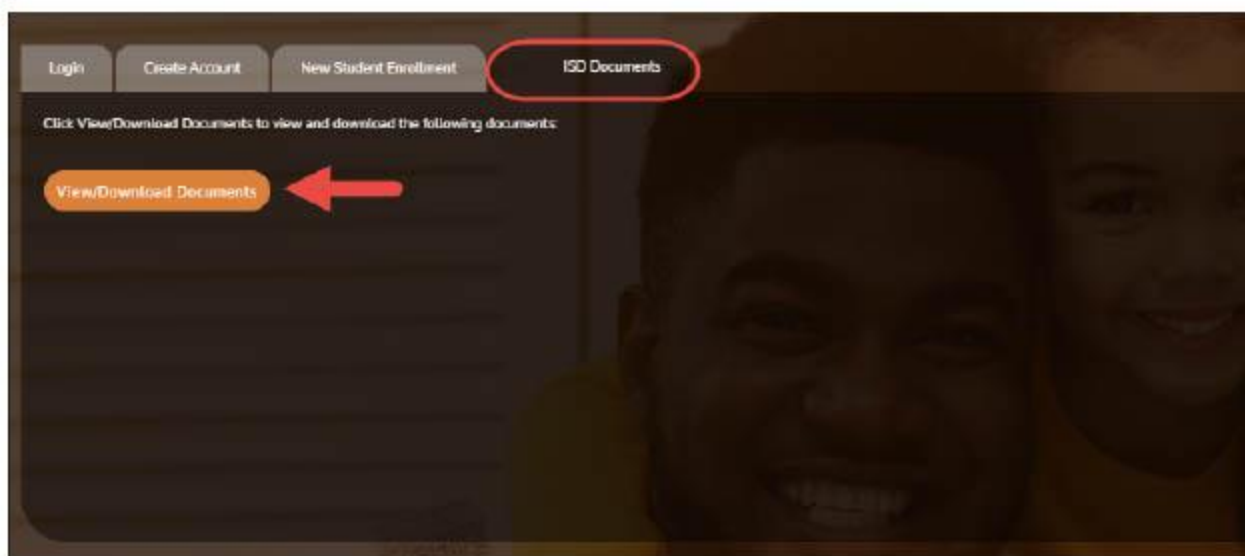 Login
Create Account
New Student Enrollment
ISD Documents
Click View/Download Documents to view and download the following documents:
View/Download Documents